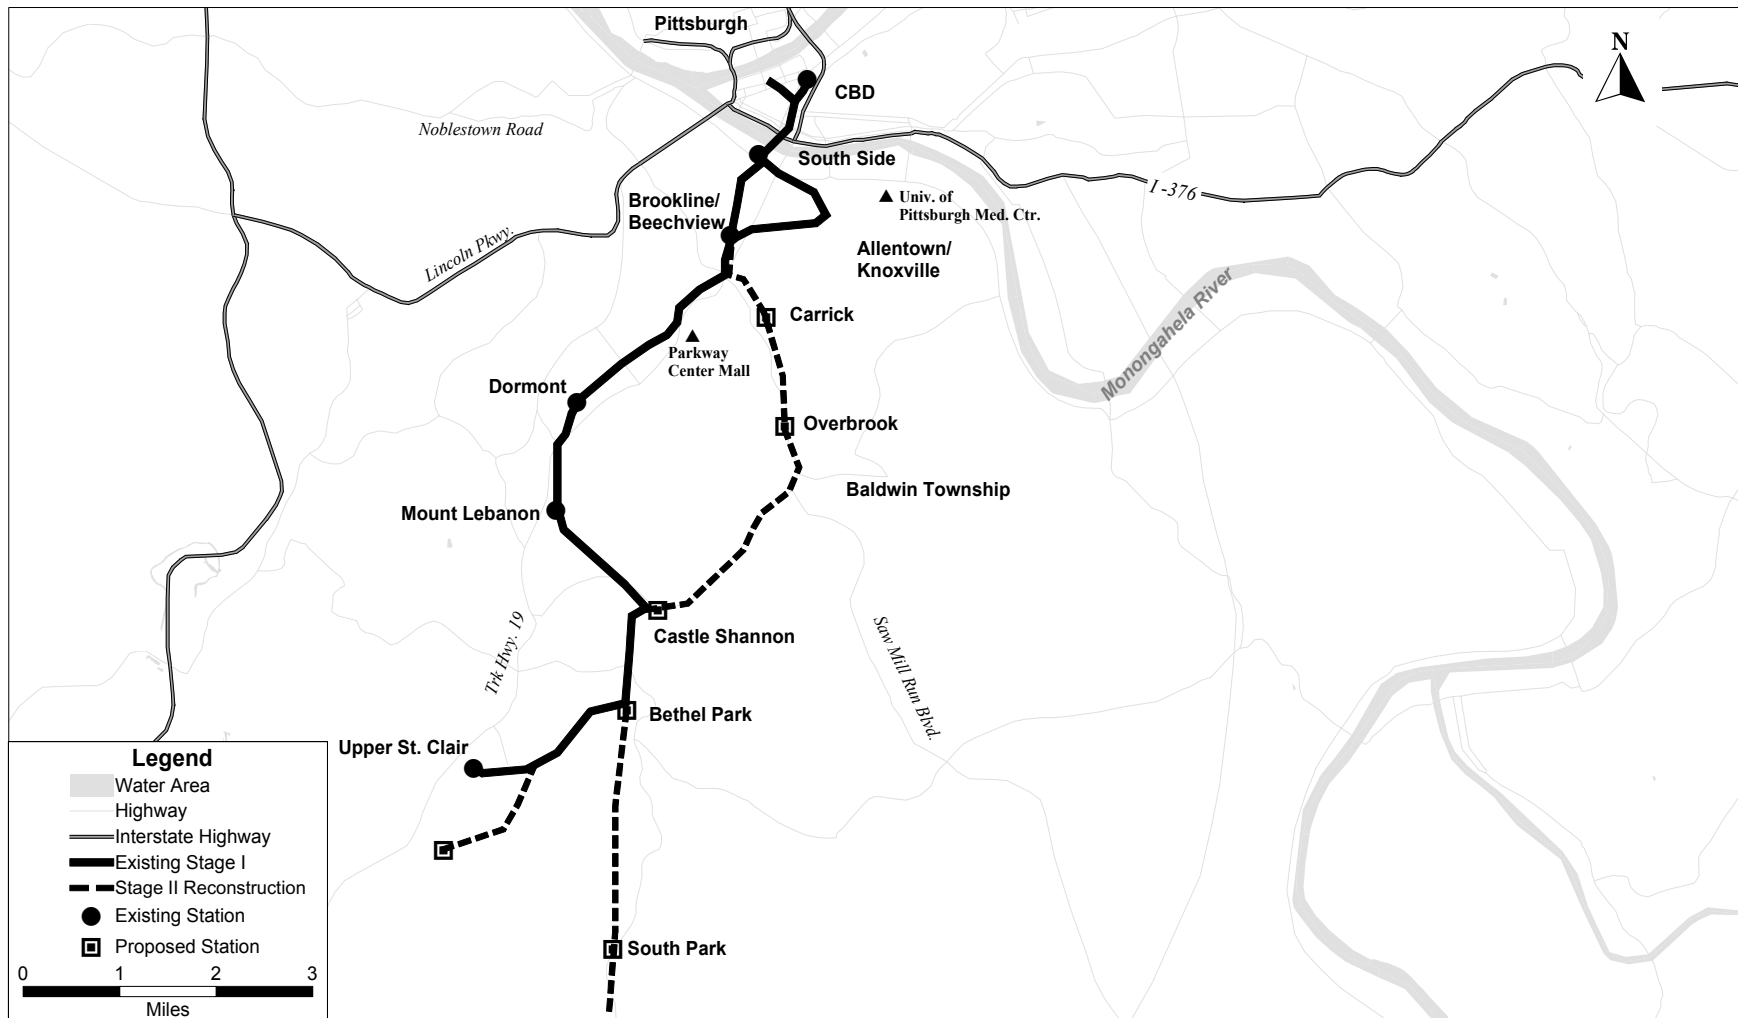 Pittsburgh
N
CBD
Noblestown Road
South Side
I -376
Brookline/
Beechview
Univ. of
Pittsburgh Med. Ctr.
Lincoln Pkwy.
Allentown/
Knoxville
Carrick
Monongahela River
Parkway
Center Mall
Dormont
Overbrook
Baldwin Township
Mount Lebanon
Castle Shannon
Trk Hwy. 19
Saw Mill Run Blvd.
Bethel Park
Upper St. Clair
South Park
Legend
Water Area
Highway
Interstate Highway
Existing Stage I
Stage II Reconstruction
Existing Station
Proposed Station
0 1 2 3
Miles